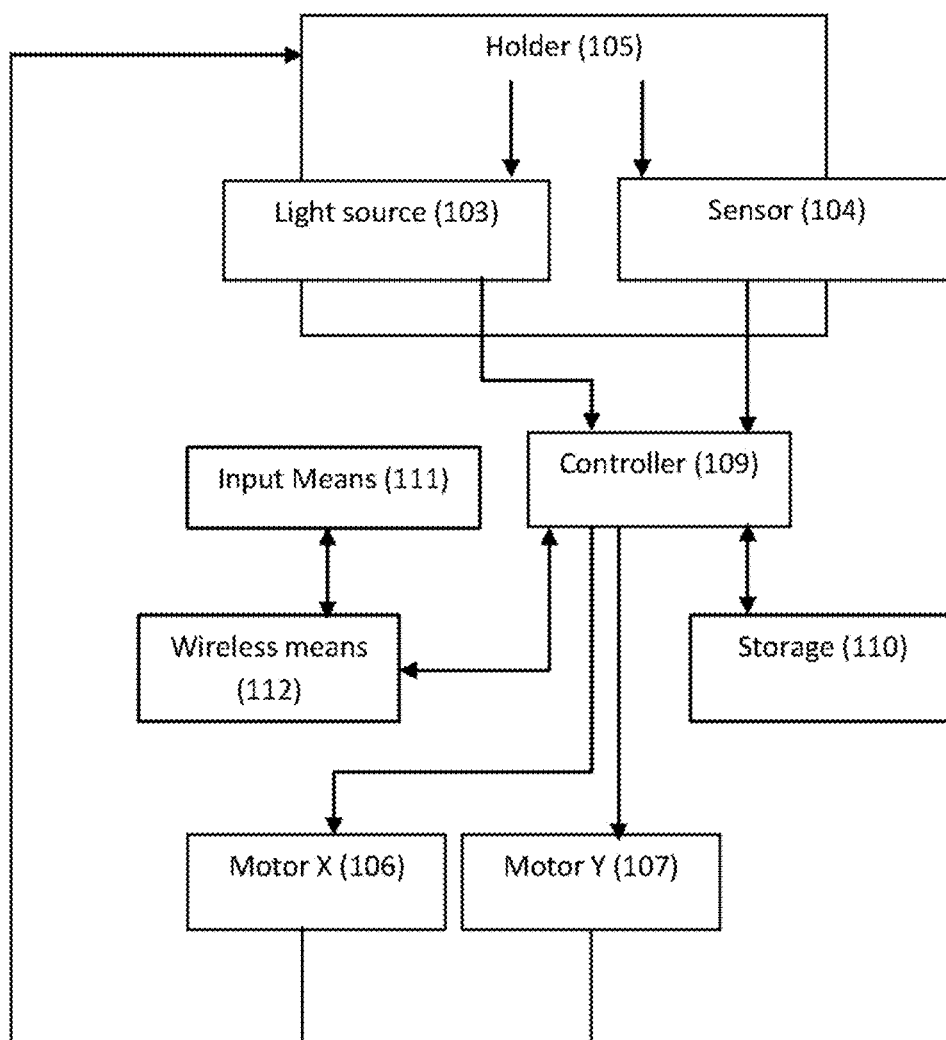 Holder (105)
Light source (103)
Sensor (104)
Controller (109)
Input Means (111)
Wireless means
(112)
Storage (110)
Motor X (106)
Motor Y (107)